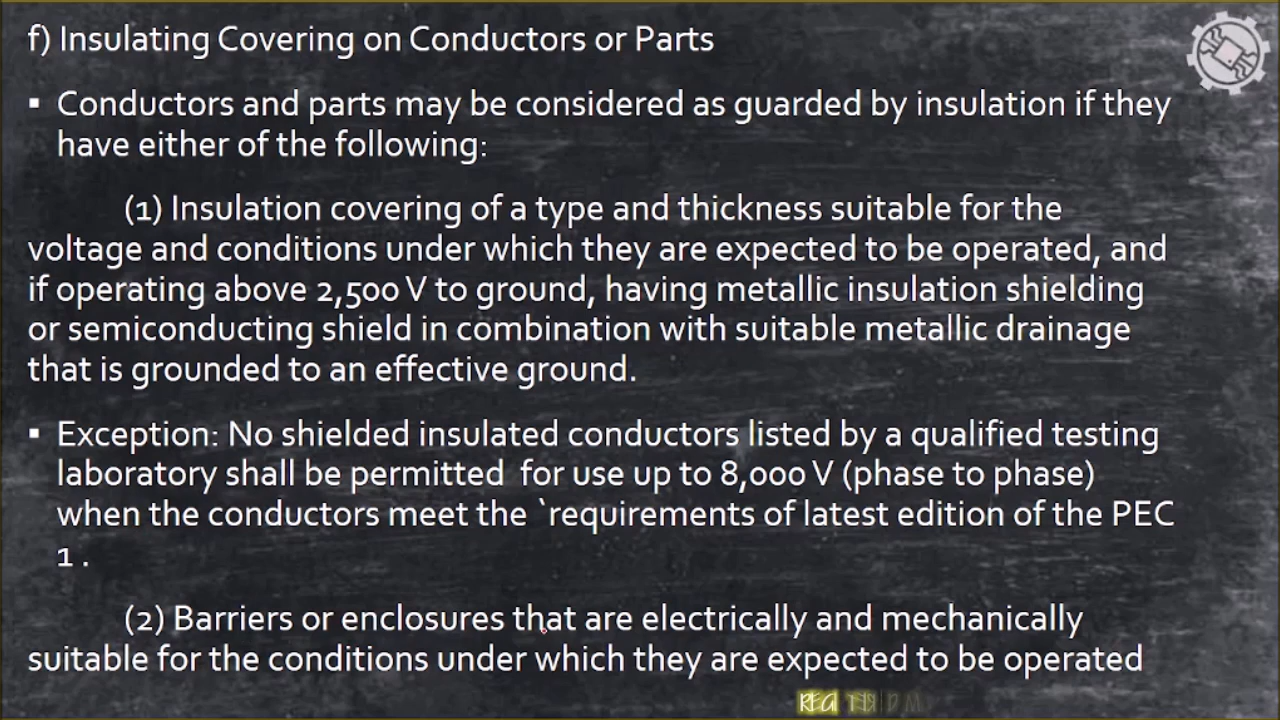 f) Insulating Covering on Conductors or Parts
▪ Conductors and parts may be considered as guarded by insulation if they
have either of the following:
(1) Insulation covering of a type and thickness suitable for the
voltage and conditions under which they are expected to be operated, and
if operating above 2,500 V to ground, having metallic insulation shielding
or semiconducting shield in combination with suitable metallic drainage
that is grounded to an effective ground.
▪ Exception: No shielded insulated conductors listed by a qualified testing
laboratory shall be permitted for use up to 8,000 V (phase to phase)
when the conductors meet the `requirements of latest edition of the PEC
1 .
(2) Barriers or enclosures that are electrically and mechanically
suitable for the conditions under which they are expected to be operated